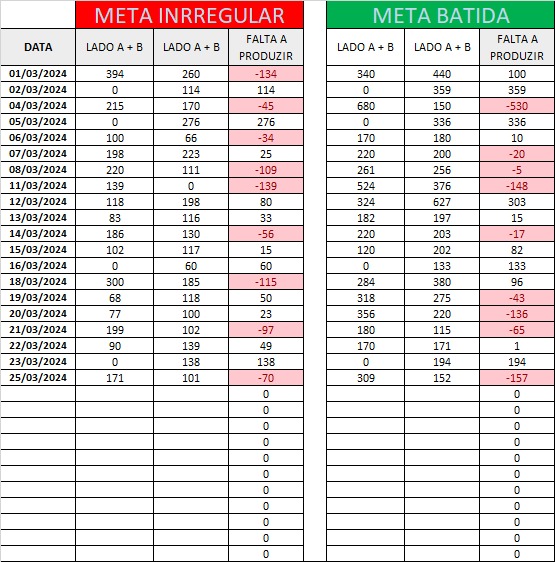 META INRREGULAR META BATIDA
DATA LADO A + B LADO A + B FALTA A PRODUZIR LADO A + B LADO A + B FALTA A PRODUZIR
01/03/2024 394 260 -134 340 440 100
02/03/2024 0 114 114 0 359 359
04/03/2024 215 170 -45 680 150 -530
05/03/2024 0 276 276 0 336 336
06/03/2024 100 66 -34 170 180 10
07/03/2024 198 223 25 220 200 -20
08/03/2024 220 111 -109 261 256 -5
11/03/2024 139 0 -139 524 376 -148
12/03/2024 118 198 80 324 627 303
13/03/2024 83 116 33 182 197 15
14/03/2024 186 130 -56 220 203 -17
15/03/2024 102 117 15 120 202 82
16/03/2024 0 60 60 0 133 133
18/03/2024 300 185 -115 284 380 96
19/03/2024 68 118 50 318 275 -43
20/03/2024 77 100 23 356 220 -136
21/03/2024 199 102 -97 180 115 -65
22/03/2024 90 139 49 170 171 1
23/03/2024 0 138 138 0 194 194
25/03/2024 171 101 -70 309 152 -157
0 0
0 0
0 0
0 0
0 0
0 0
0 0
0 0
0 0
0 0
0 0